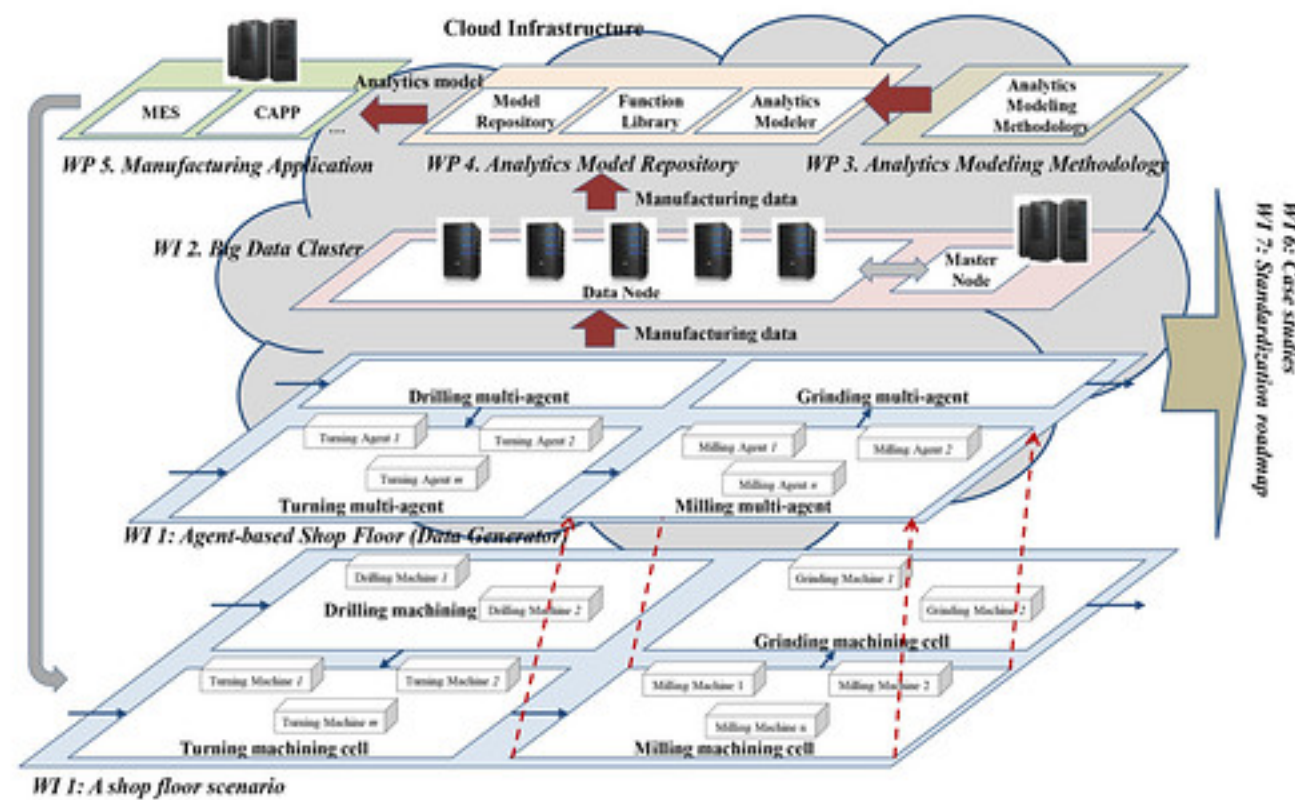 Cloud Infrastructure
Analytics model
MES
CAPP
...
Model
Repository
Function
Library
Analytics
Modeler
Analytics
Modeling
Methodology
WP 5. Manufacturing Application
WP 4. Analytics Model Repository
WP 3. Analytics Modeling Methodology
Manufacturing data
WI 2. Big Data Cluster
Master
Node
Data Node
Manufacturing data
WI 6: Case studies
WI 7: Standardization roadmap
Drilling multi-agent
Grinding multi-agent
Turning Agent 1
Turning Agent 2
Milling Agent 1
Milling Agent 2
Turning Agent m
Milling Agent n
Turning multi-agent
Milling multi-agent
WI 1: Agent-based Shop Floor (Data Generator)
Drilling Machine 1
Grinding Machine 1
Drilling machining
Drilling Machine 2
Grinding Machine 2
Grinding machining cell
Turning Machine 1
Turning Machine 2
Milling Machine 1
Milling Machine 2
Turning Machine m
Milling Machine n
Turning machining cell
Milling machining cell
WI 1: A shop floor scenario